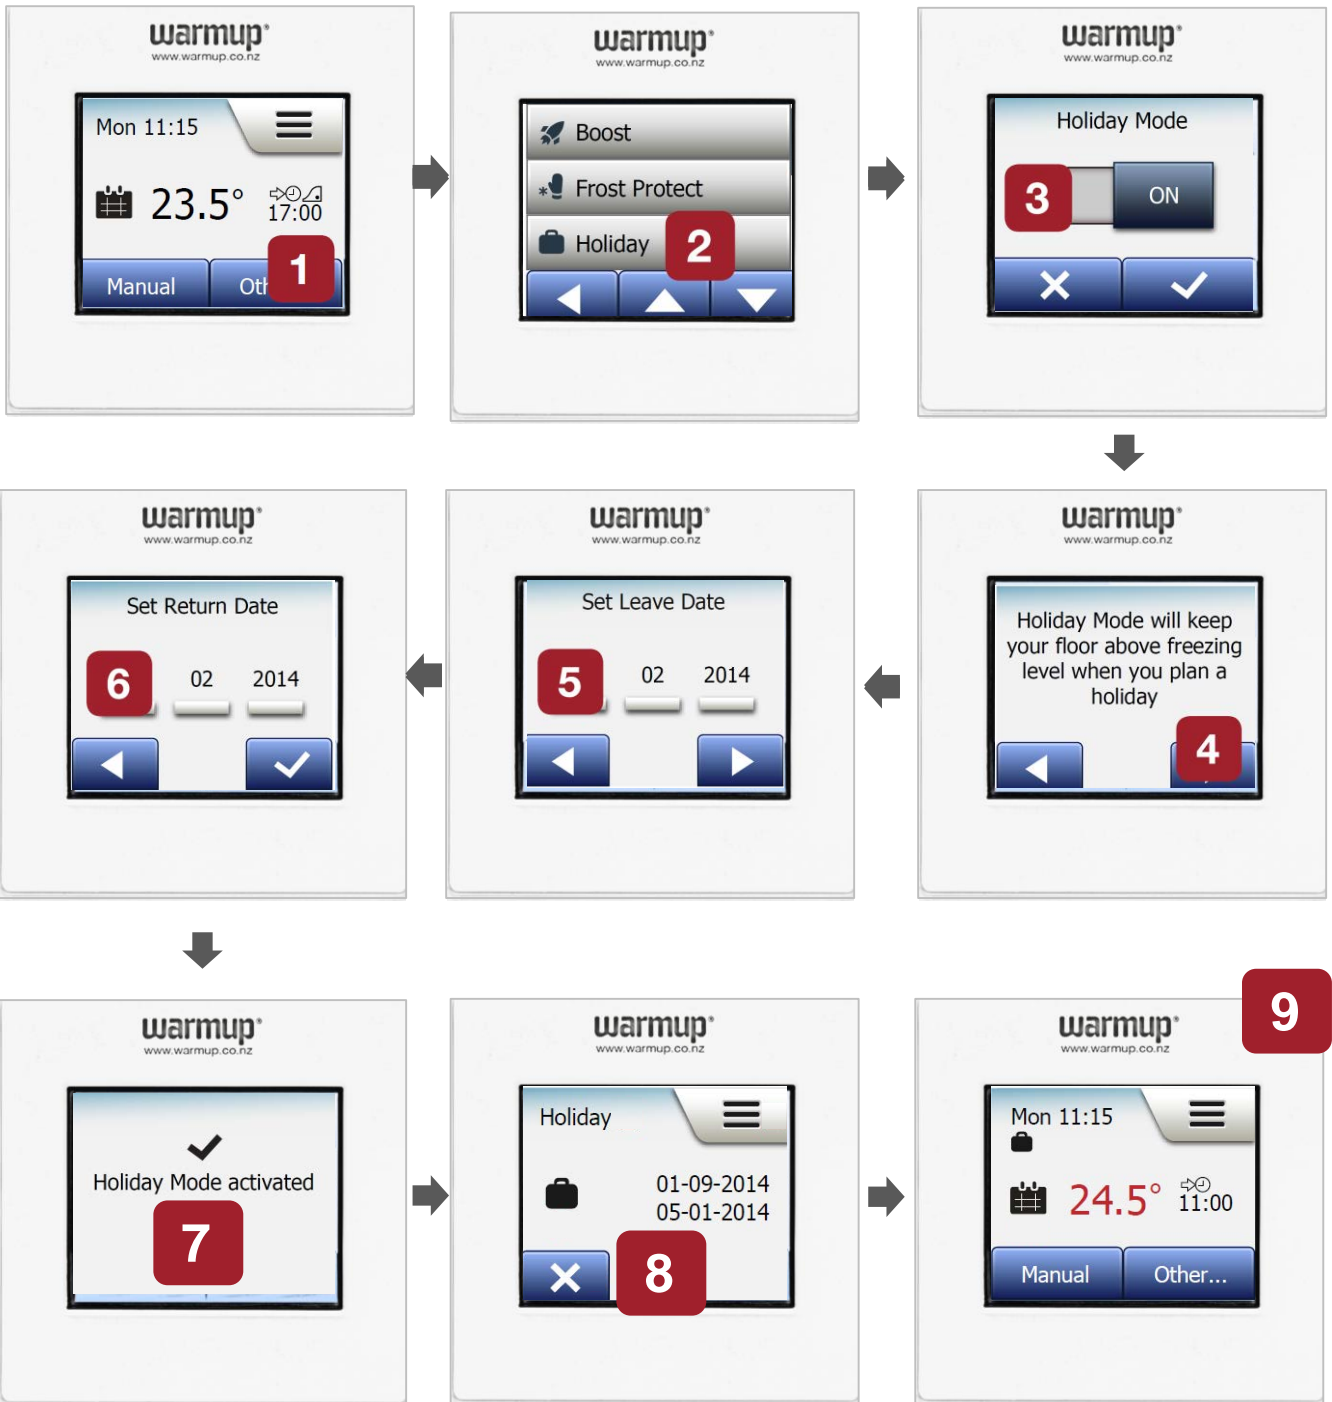 warmup
www.warmup.co.nz
Mon 11:15
23.5°
17:00
Manual
1
warmup
www.warmup.co.nz
Boost
Frost Protect
Holiday
2
warmup
www.warmup.co.nz
Holiday Mode
3
ON
warmup
www.warmup.co.nz
Set Return Date
6 02 2014
warmup
www.warmup.co.nz
Set Leave Date
5 02 2014
warmup
www.warmup.co.nz
Holiday Mode will keep
your floor above freezing
level when you plan a
holiday
4
warmup
www.warmup.co.nz
Holiday Mode activated
7
warmup
www.warmup.co.nz
Holiday
01-09-2014
05-01-2014
8
9
warmup
www.warmup.co.nz
Mon 11:15
24.5°
11:00
Manual Other...